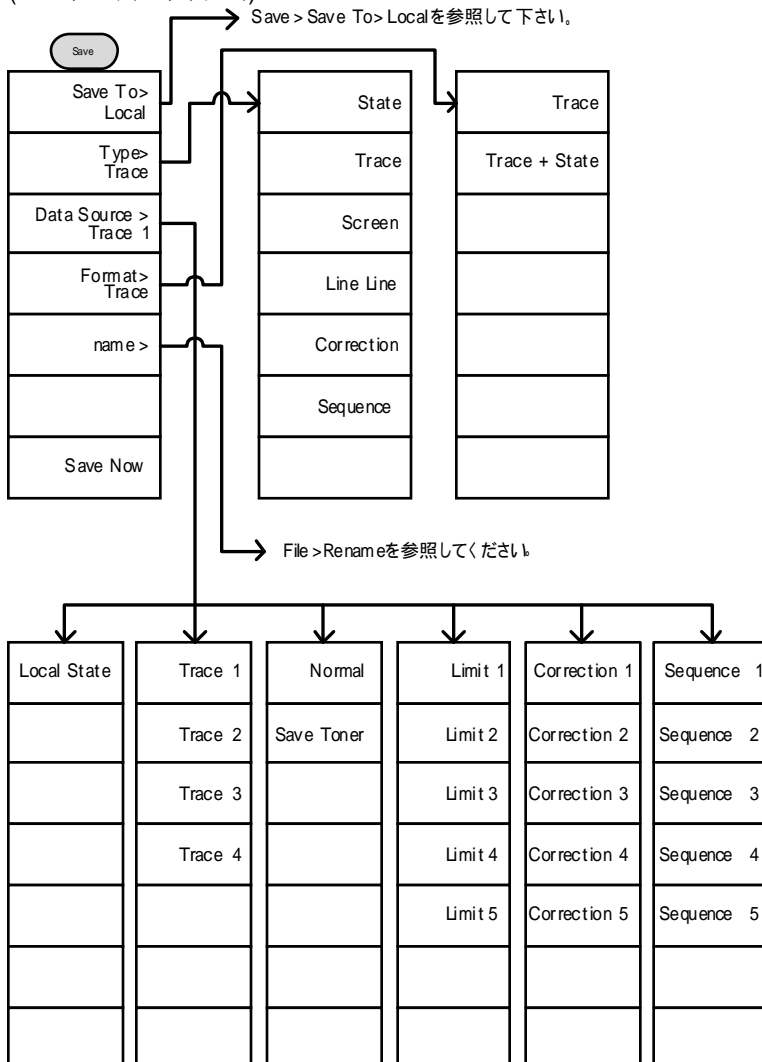 Save > Save To> Localを参照して下さい。
Save
Save To>
Local
Type>
Trace
Data Source >
Trace 1
Format>
Trace
name >
Save Now
State
Trace
Screen
Line Line
Correction
Sequence
Trace
Trace + State
File >Renameを参照してください。
Local State
Trace 1
Trace 2
Trace 3
Trace 4
Normal
Save Toner
Limit 1
Limit 2
Limit 3
Limit 4
Limit 5
Correction 1
Correction 2
Correction 3
Correction 4
Correction 5
Sequence 1
Sequence 2
Sequence 3
Sequence 4
Sequence 5